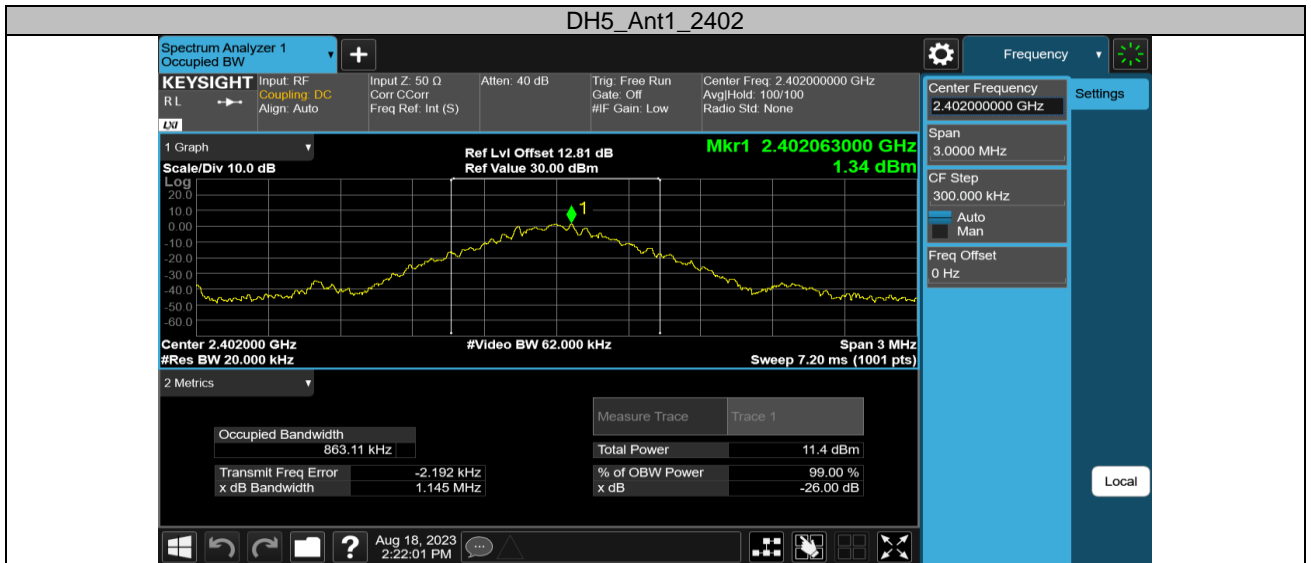 DH5_Ant1_2402
Spectrum Analyzer 1
Occupied BW
Frequency
KEYSIGHT
R L
LXI
Input: RF
Coupling: DC
Align: Auto
Input Z: 50 Ω
Corr CCorr
Freq Ref: Int (S)
Atten: 40 dB
Trig: Free Run
Gate: Off
#IF Gain: Low
Center Freq: 2.402000000 GHz
Avg|Hold: 100/100
Radio Std: None
Center Frequency
2.402000000 GHz
Settings
Span
3.0000 MHz
CF Step
300.000 kHz
Auto
Man
Freq Offset
0 Hz
Local
1 Graph
Scale/Div 10.0 dB
Ref Lvl Offset 12.81 dB
Ref Value 30.00 dBm
Mkr1 2.402063000 GHz
1.34 dBm
Log
20.0
10.0
0.00
-10.0
-20.0
-30.0
-40.0
-50.0
-60.0
1
Center 2.402000 GHz
#Video BW 62.000 kHz
Span 3 MHz
#Res BW 20.000 kHz
Sweep 7.20 ms (1001 pts)
2 Metrics
Measure Trace
Trace 1
Occupied Bandwidth
863.11 kHz
Total Power
11.4 dBm
Transmit Freq Error
-2.192 kHz
% of OBW Power
99.00 %
x dB Bandwidth
1.145 MHz
x dB
-26.00 dB
?
Aug 18, 2023
2:22:01 PM